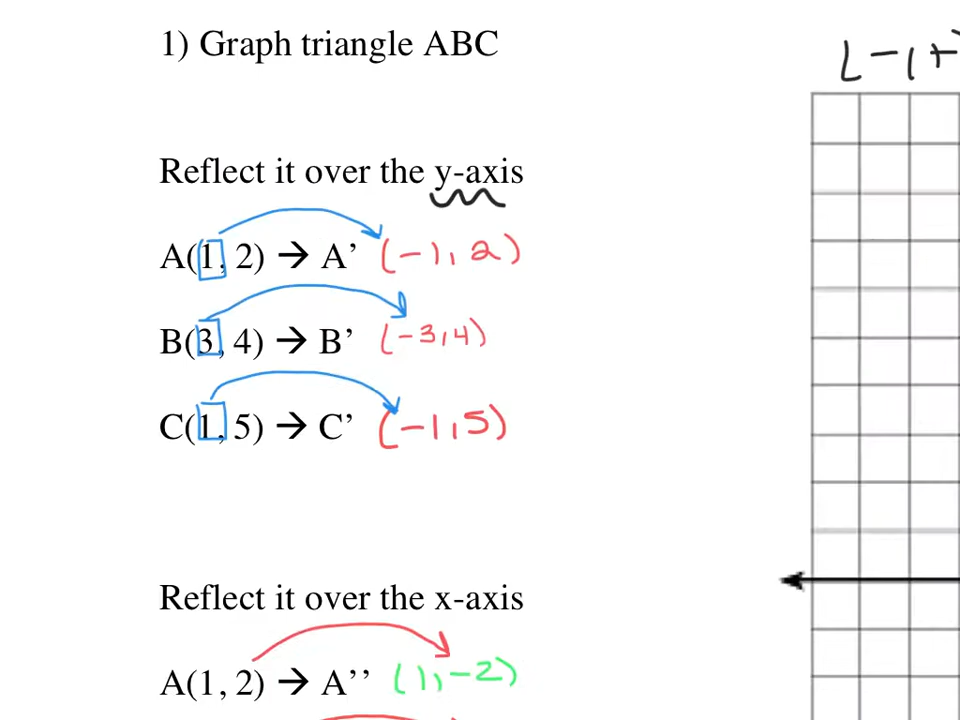 1) Graph triangle ABC
(-1,+
Reflect it over the y-axis
A(1, 2) → A’ (-1, 2)
B(3, 4) → B’ (-3,4)
C(1, 5) → C’ (-1,5)
Reflect it over the x-axis
A(1, 2) → A’’ (1,-2)